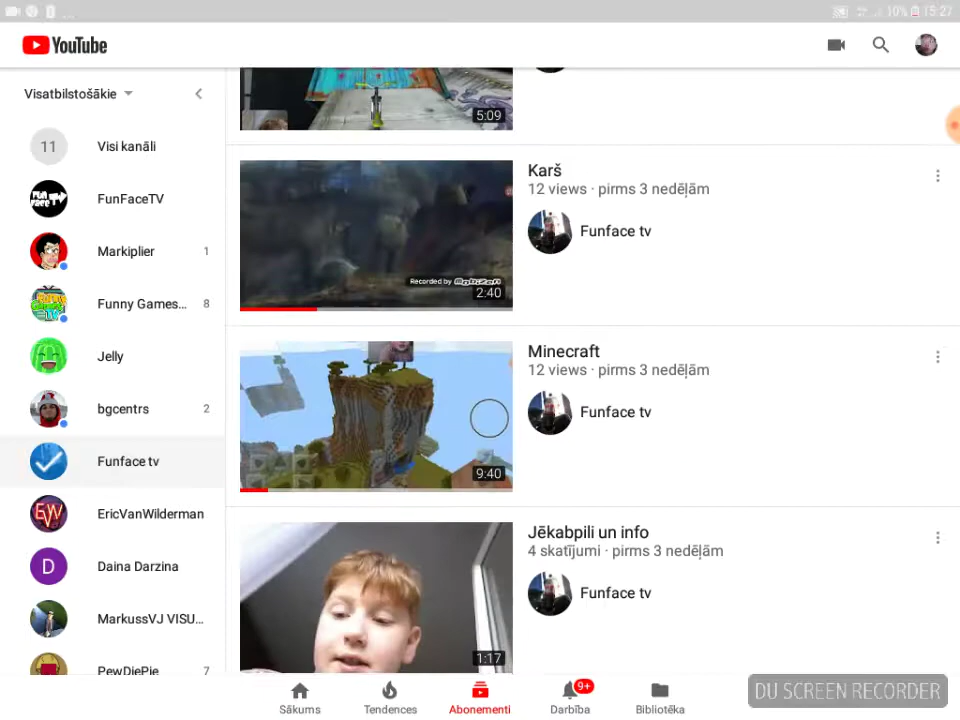 10% 15:27
YouTube
Visatbilstošākie
11 Visi kanāli
FunFaceTV
Markiplier 1
Funny Games... 8
Jelly
bgcentrs 2
Funface tv
EricVanWilderman
D Daina Darzina
MarkussVJ VISU...
PewDiePie 7
5:09
Karš
12 views · pirms 3 nedēļām
Funface tv
Recorded by Mobizen
2:40
Minecraft
12 views · pirms 3 nedēļām
Funface tv
9:40
Jēkabpili un info
4 skatījumi · pirms 3 nedēļām
Funface tv
1:17
9+
Sākums Tendences Abonementi Darbība Bibliotēka
DU SCREEN RECORDER